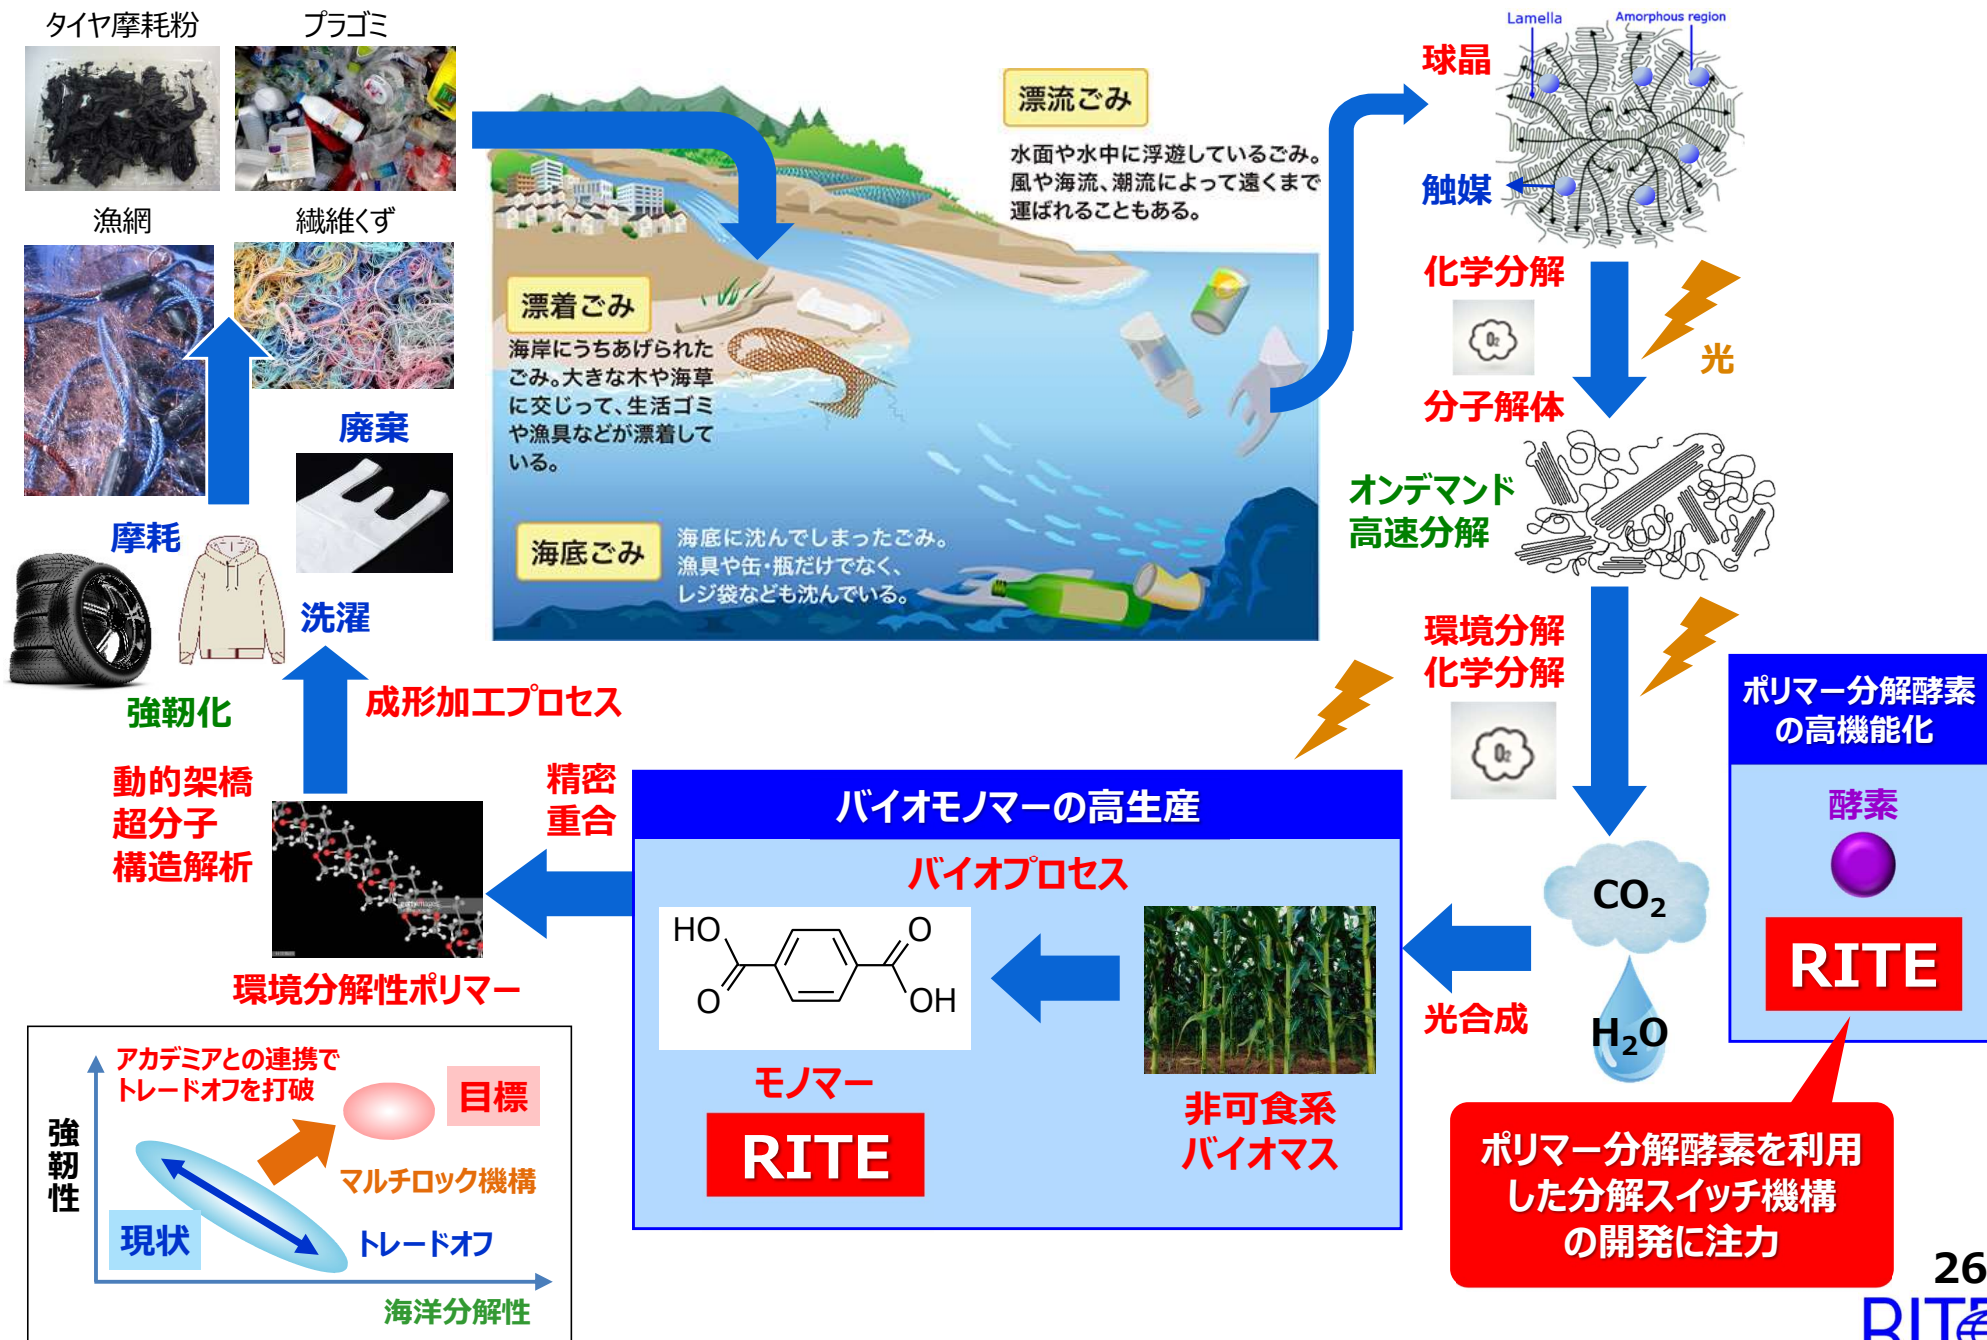 タイヤ摩耗粉
プラゴミ
漁網
繊維くず
廃棄
摩耗
洗濯
強靭化
成形加工プロセス
動的架橋
超分子
構造解析
精密
重合
環境分解性ポリマー
漂流ごみ
水面や水中に浮遊しているごみ。
風や海流、潮流によって遠くまで
運ばれることもある。
漂着ごみ
海岸にうちあげられた
ごみ。大きな木や海草
に交じって、生活ゴミ
や漁具などが漂着して
いる。
海底ごみ
海底に沈んでしまったごみ。
漁具や缶・瓶だけでなく、
レジ袋なども沈んでいる。
Lamella
Amorphous region
球晶
触媒
化学分解
O2
光
分子解体
オンデマンド
高速分解
環境分解
化学分解
O2
CO2
H2O
光合成
ポリマー分解酵素
の高機能化
酵素
RITE
ポリマー分解酵素を利用
した分解スイッチ機構
の開発に注力
バイオモノマーの高生産
バイオプロセス
HO
O
O
OH
モノマー
RITE
非可食系
バイオマス
アカデミアとの連携で
トレードオフを打破
目標
強靭性
マルチロック機構
現状
トレードオフ
海洋分解性
26